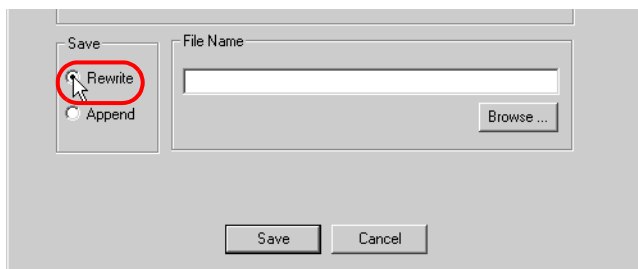 Save
File Name
Rewrite
Append
Browse ...
Save
Cancel